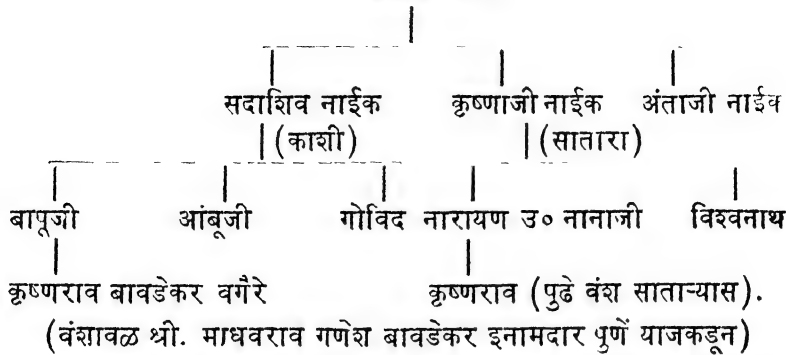 सदाशिव नाईक कृष्णाजी नाईक अंताजी नाईक
(काशी) (सातारा)
बापूजी आंबूजी गोविद नारायण उ० नानाजी विश्वनाथ
कृष्णराव बावडेकर वगैरे कृष्णराव (पुढे वंश साताऱ्यास).
(वंशावळ श्री. माधवराव गणेश बावडेकर इनामदार पुणें याजकडून)